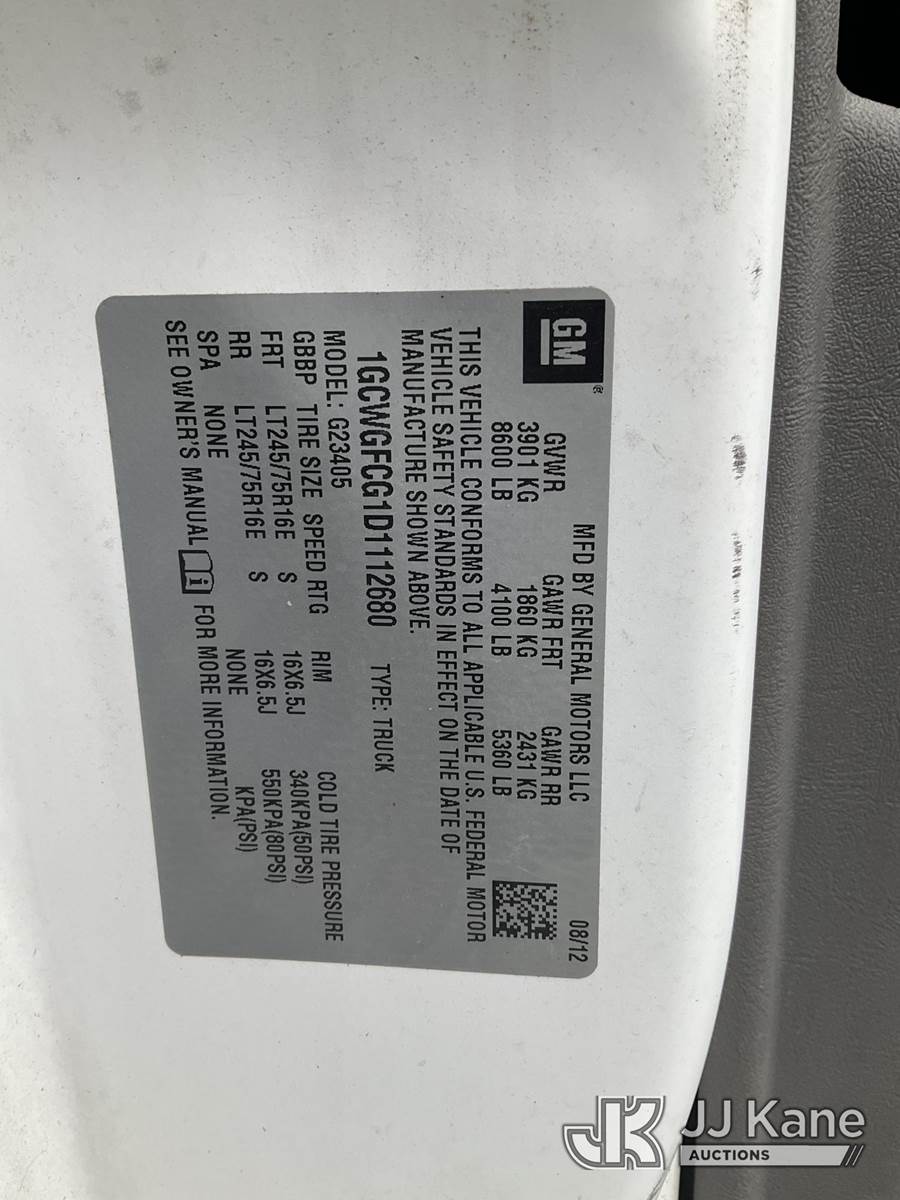 GM ®
MFD BY GENERAL MOTORS LLC 08/12
GVWR GAWR FRT GAWR RR
3901 KG 1860 KG 2431 KG
8600 LB 4100 LB 5360 LB
THIS VEHICLE CONFORMS TO ALL APPLICABLE U.S. FEDERAL MOTOR
VEHICLE SAFETY STANDARDS IN EFFECT ON THE DATE OF
MANUFACTURE SHOWN ABOVE.
1GCWGFCG1D1112680 TYPE: TRUCK
MODEL: G23405
GBBP TIRE SIZE SPEED RTG RIM COLD TIRE PRESSURE
FRT LT245/75R16E S 16X6.5J 340KPA(50PSI)
RR LT245/75R16E S 16X6.5J 550KPA(80PSI)
SPA NONE NONE KPA(PSI)
SEE OWNER'S MANUAL FOR MORE INFORMATION.
JK JJ Kane
AUCTIONS